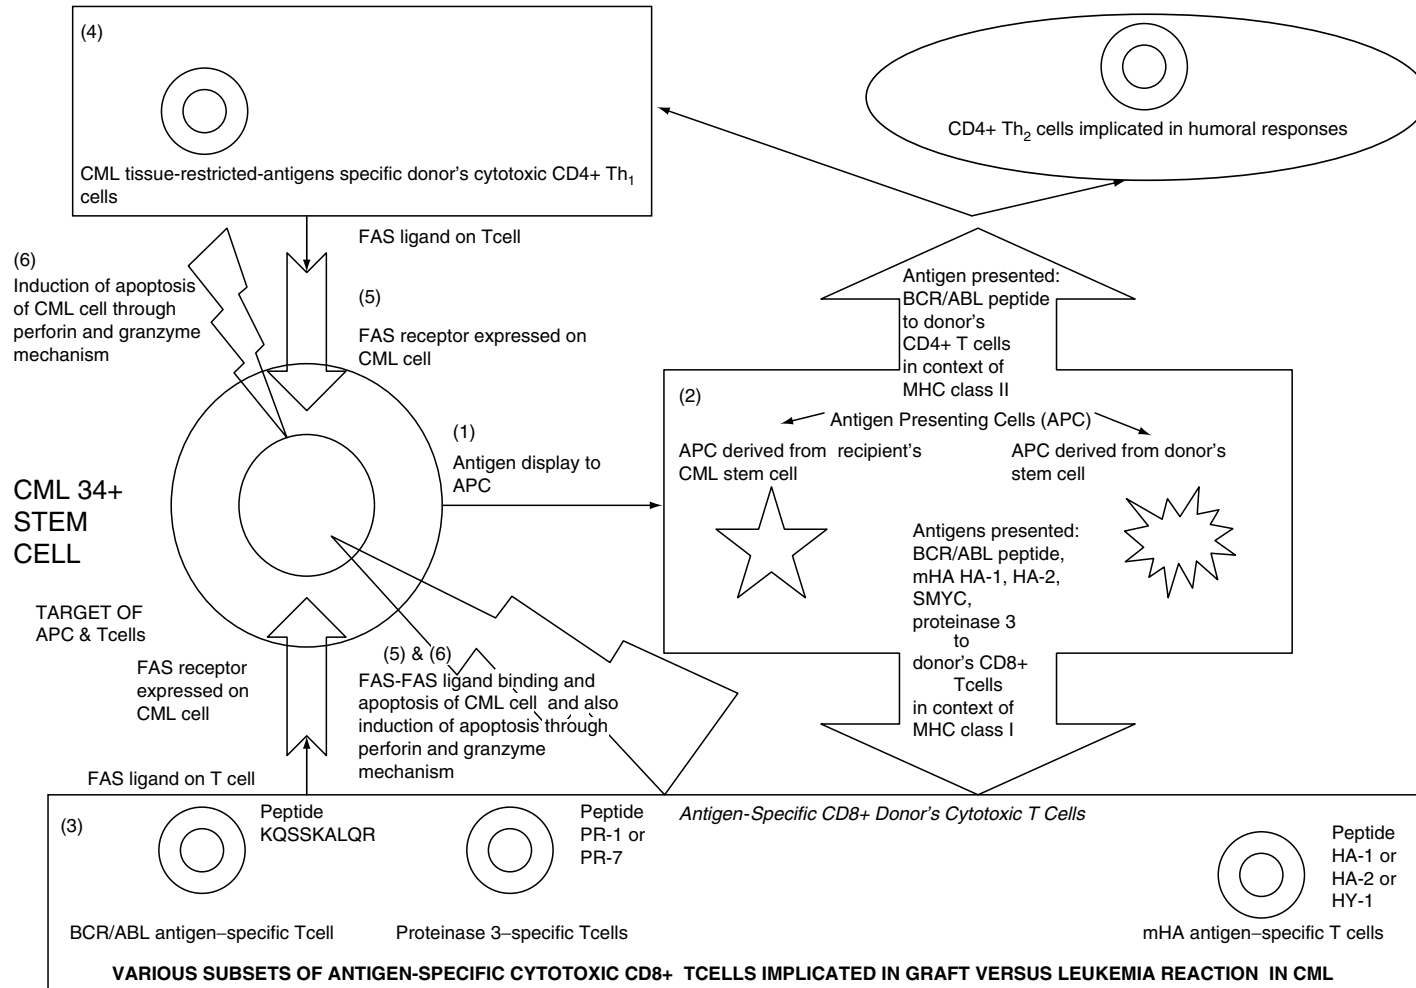 (4)
CML tissue-restricted-antigens specific donor's cytotoxic CD4+ Th1
cells
CD4+ Th2 cells implicated in humoral responses
FAS ligand on Tcell
(6)
Induction of apoptosis
of CML cell through
perforin and granzyme
mechanism
(5)
FAS receptor expressed on
CML cell
Antigen presented:
BCR/ABL peptide
to donor's
CD4+ T cells
in context of
MHC class II
(2)
Antigen Presenting Cells (APC)
APC derived from recipient's
CML stem cell
APC derived from donor's
stem cell
(1)
Antigen display to
APC
CML 34+
STEM
CELL
Antigens presented:
BCR/ABL peptide,
mHA HA-1, HA-2,
SMYC,
proteinase 3
to
donor's CD8+
Tcells
in context of
MHC class I
TARGET OF
APC & Tcells
FAS receptor
expressed on
CML cell
(5) & (6)
FAS-FAS ligand binding and
apoptosis of CML cell and also
induction of apoptosis through
perforin and granzyme
mechanism
FAS ligand on T cell
(3)
Peptide
KQSSKALQR
Peptide
PR-1 or
PR-7
Antigen-Specific CD8+ Donor's Cytotoxic T Cells
Peptide
HA-1 or
HA-2 or
HY-1
BCR/ABL antigen–specific Tcell
Proteinase 3–specific Tcells
mHA antigen–specific T cells
VARIOUS SUBSETS OF ANTIGEN-SPECIFIC CYTOTOXIC CD8+ TCELLS IMPLICATED IN GRAFT VERSUS LEUKEMIA REACTION IN CML